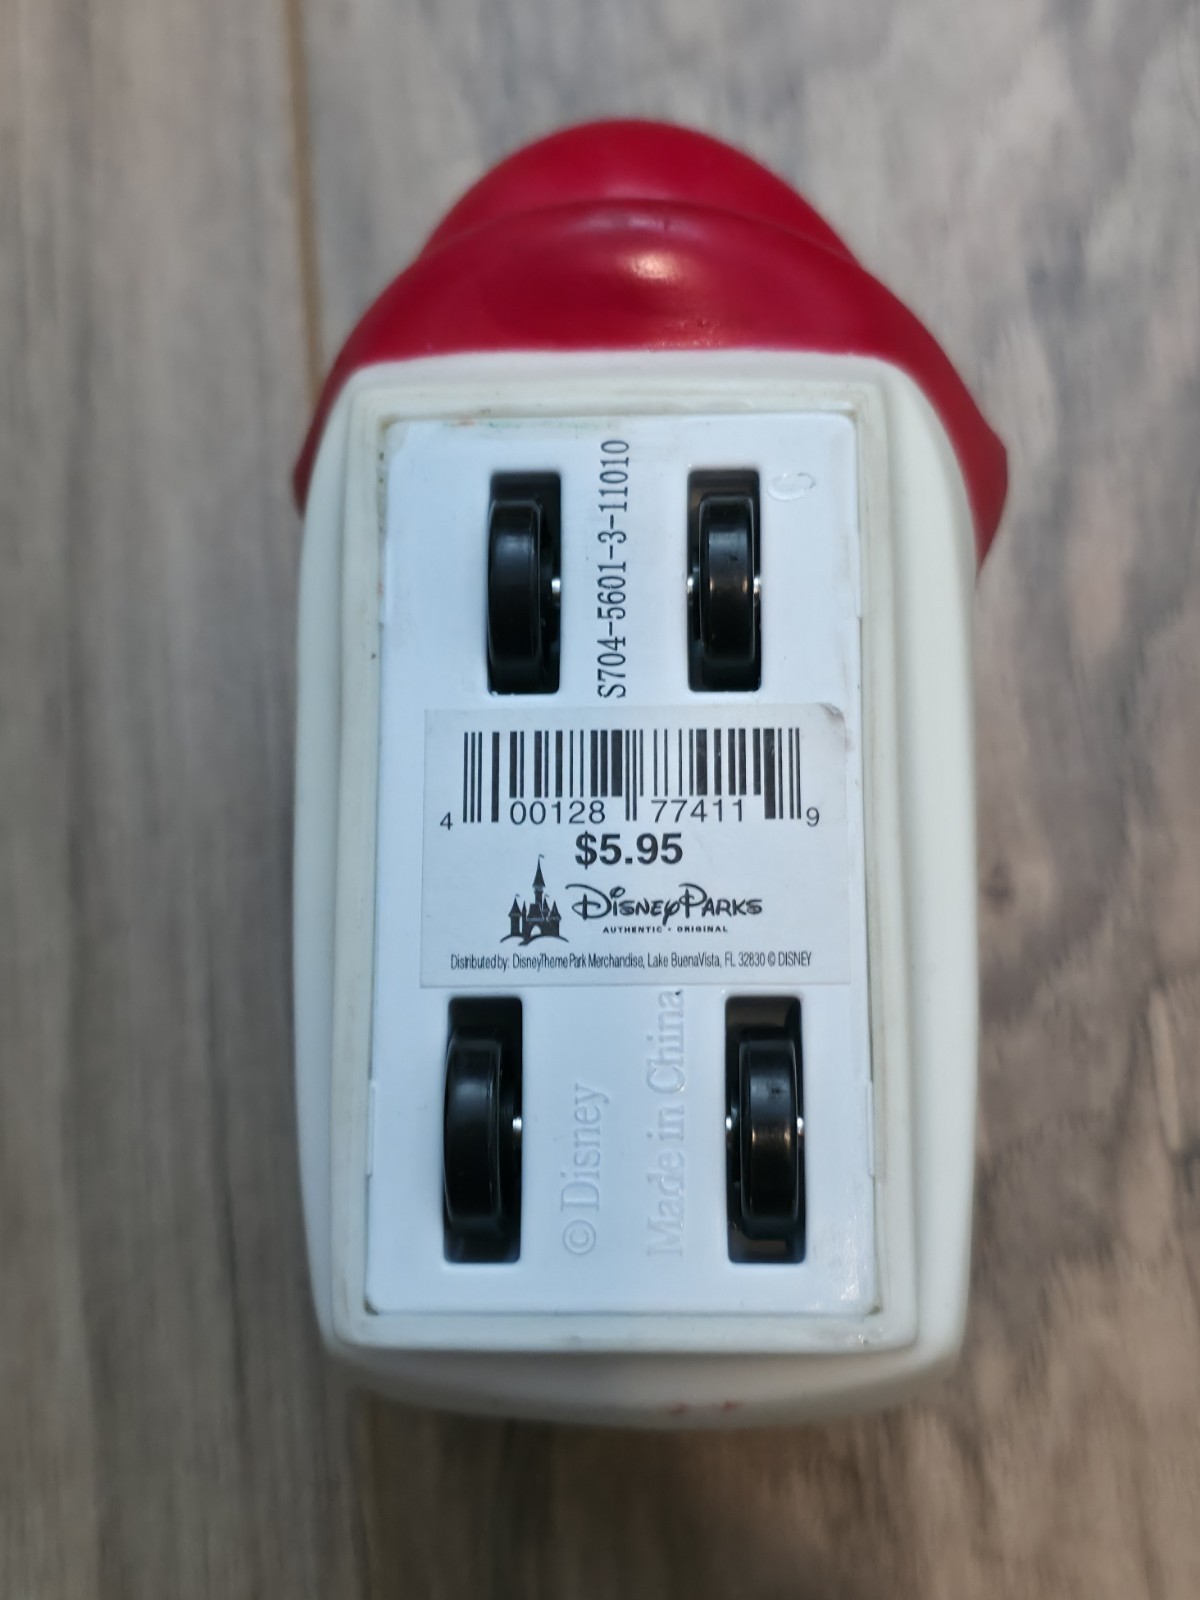 S704-5601-3-11010
4 00128 77411 9
$5.95
Disney Parks
AUTHENTIC • ORIGINAL
Distributed by: Disney Theme Park Merchandise, Lake Buena Vista, FL 32830 © DISNEY
© Disney
Made in China